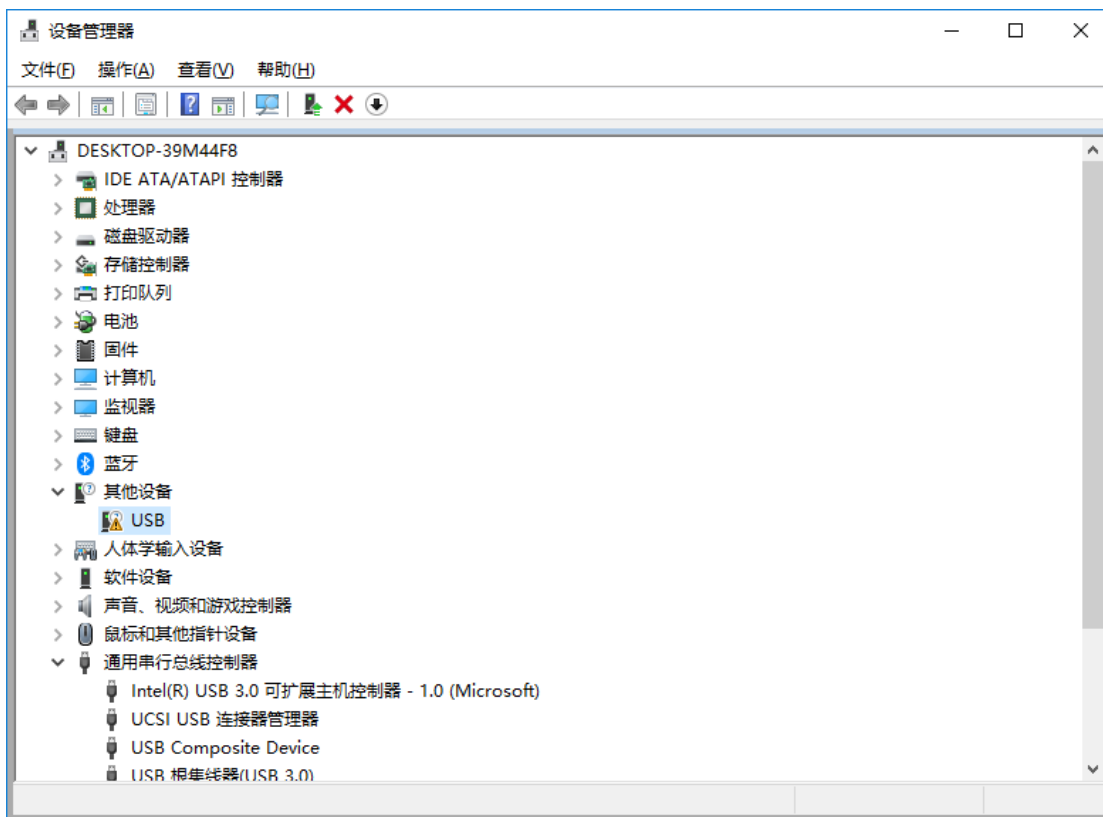 设备管理器
文件(F) 操作(A) 查看(V) 帮助(H)
DESKTOP-39M44F8
IDE ATA/ATAPI 控制器
处理器
磁盘驱动器
存储控制器
打印队列
电池
固件
计算机
监视器
键盘
蓝牙
其他设备
USB
人体学输入设备
软件设备
声音、视频和游戏控制器
鼠标和其他指针设备
通用串行总线控制器
Intel(R) USB 3.0 可扩展主机控制器 - 1.0 (Microsoft)
UCSI USB 连接器管理器
USB Composite Device
USB 根集线器(USB 3.0)